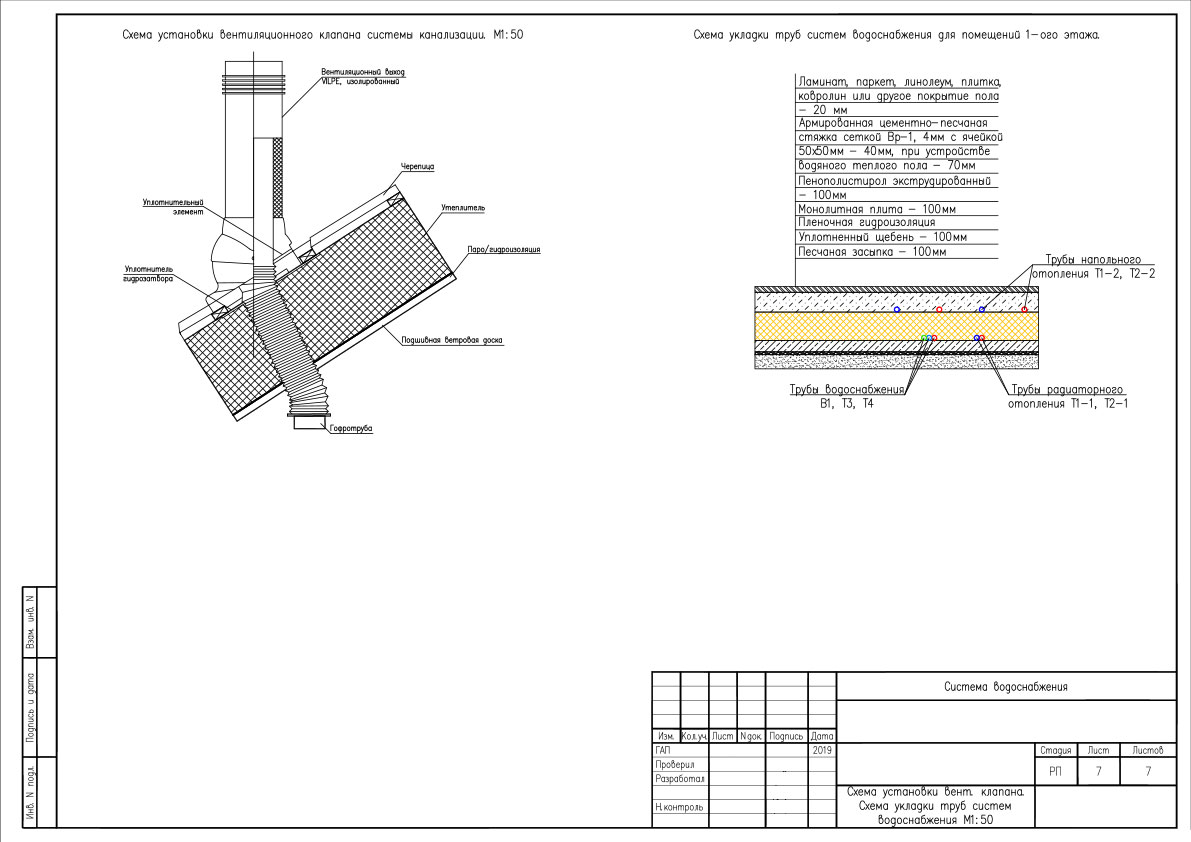 Схема установки вентиляционного клапана системы канализации. М1:50
Вентиляционный выход
VILPE, изолированный
Черепица
Уплотнительный
элемент
Утеплитель
Паро/гидроизоляция
Уплотнитель
гидрозатвора
Подшивная ветровая доска
Гофротруба
Схема укладки труб систем водоснабжения для помещений 1-ого этажа.
Ламинат, паркет, линолеум, плитка,
ковролин или другое покрытие пола
- 20 мм
Армированная цементно-песчаная
стяжка сеткой Вр-1, 4мм с ячейкой
50х50мм - 40мм, при устройстве
водяного теплого пола - 70мм
Пенополистирол экструдированный
- 100мм
Монолитная плита - 100мм
Пленочная гидроизоляция
Уплотненный щебень - 100мм
Песчаная засыпка - 100мм
Трубы напольного
отопления Т1-2, Т2-2
Трубы водоснабжения
В1, Т3, Т4
Трубы радиаторного
отопления Т1-1, Т2-1
Взам. инв. N
Подпись и дата
Инв. N подл.
Система водоснабжения
Изм. Кол.уч. Лист Nдок. Подпись Дата
ГАП 2019
Проверил
Разработал
Н.контроль
Стадия Лист Листов
РП 7 7
Схема установки вент. клапана.
Схема укладки труб систем
водоснабжения М1:50